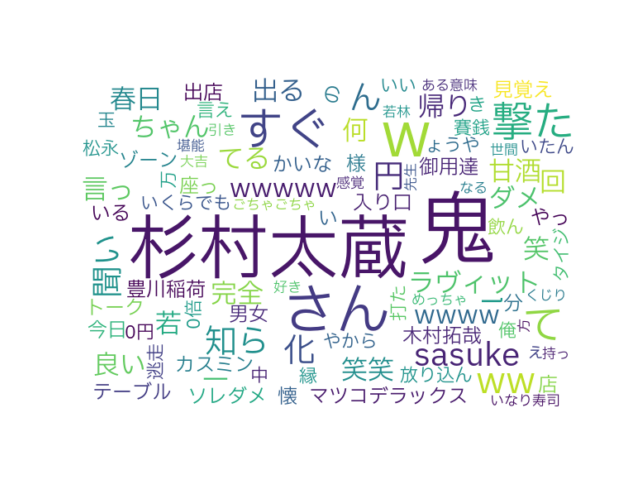 春日 出店 出る の ん いい ある意味 見覚え
玉 言え 若林 帰り き 撃た
松永 ちゃん 引き すぐ 何 W 賽銭
ゾーン 堪能 大吉 てる かいな 様 ょうや 世間 いたん
言っ 万 座っ wwwww 感覚 円 御用達 先生 甘酒 回
いる いくらでも ごちゃごちゃ い 入り口 なる ダメ
聞い 杉村太蔵 鬼 飲ん やっ
笑 タイジ
豊川稲荷 完全 好き さん めっちゃ ラヴィット
トーク 0倍 打た 一分 くじり
今日 0円 若 男女 wwww 俺 方 て
知ら 化 やから 木村拓哉
良い 逃走 カスミン sasuke え 持っ
一 中 縁 笑笑 放り込ん ww 店
テーブル ソレダメ 懐 マツコデラックス いなり寿司